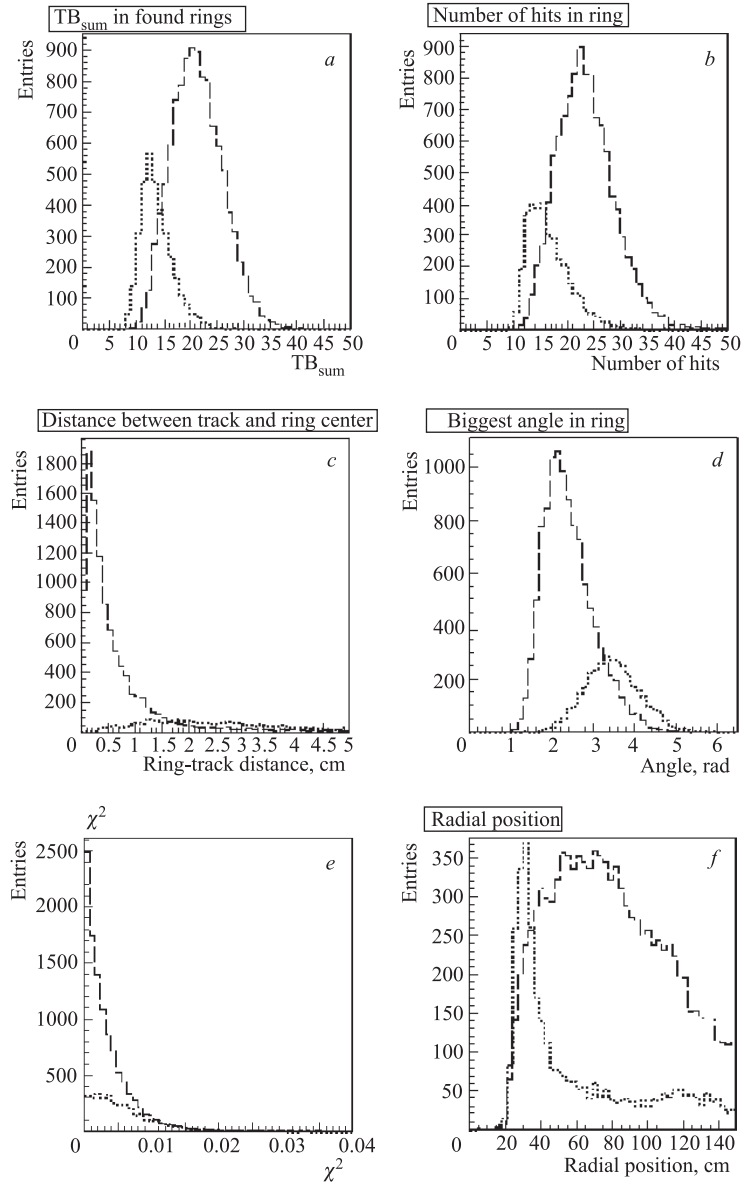 TBsum in found rings
Entries
a
900
800
700
600
500
400
300
200
100
0 5 10 15 20 25 30 35 40 45 50
TBsum
Number of hits in ring
Entries
b
900
800
700
600
500
400
300
200
100
0 5 10 15 20 25 30 35 40 45 50
Number of hits
Distance between track and ring center
Entries
c
1800
1600
1400
1200
1000
800
600
400
200
0 0.5 1 1.5 2 2.5 3 3.5 4 4.5 5
Ring-track distance, cm
Biggest angle in ring
Entries
d
1000
800
600
400
200
0 1 2 3 4 5 6
Angle, rad
χ²
Entries
e
2500
2000
1500
1000
500
0 0.01 0.02 0.03 0.04
χ²
Radial position
Entries
f
350
300
250
200
150
100
50
0 20 40 60 80 100 120 140
Radial position, cm